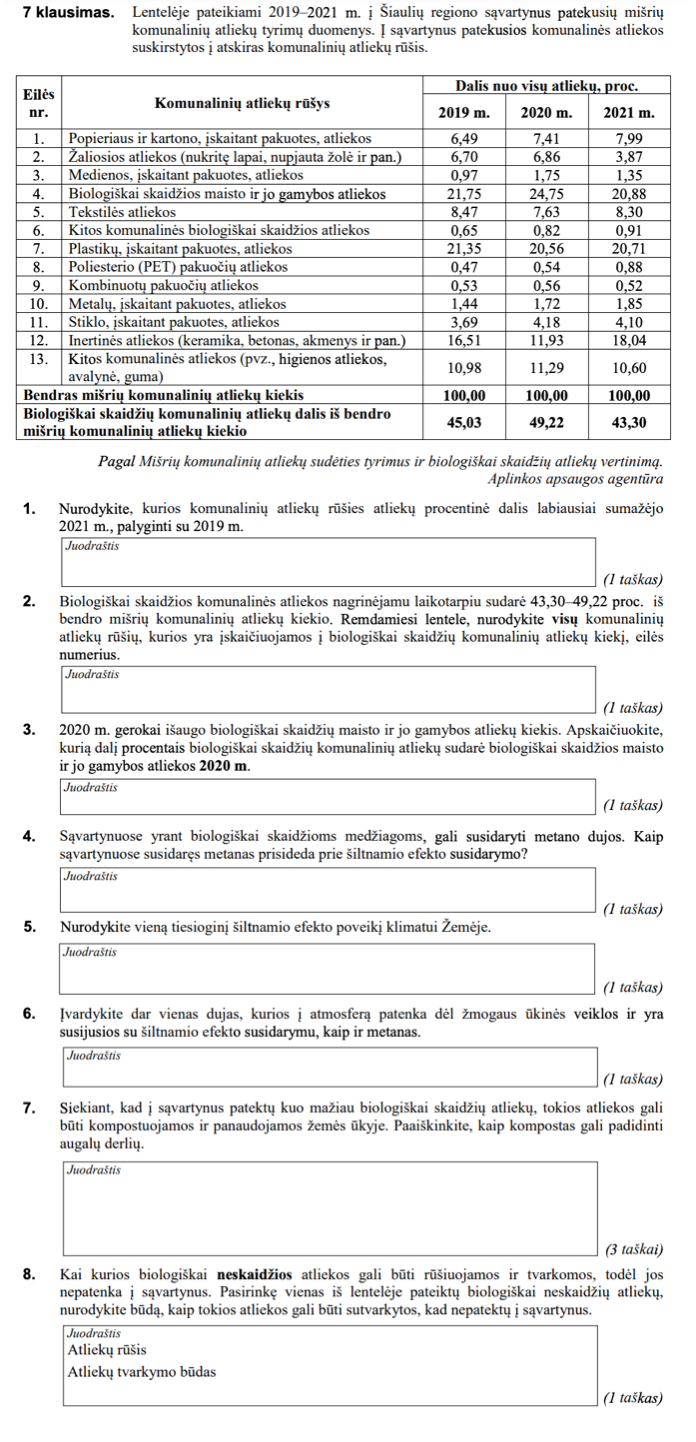 7 klausimas. Lentelėje pateikiami 2019–2021 m. į Šiaulių regiono sąvartynus patekusių mišrių
komunalinių atliekų tyrimų duomenys. Į sąvartynus patekusios komunalinės atliekos
suskirstytos į atskiras komunalinių atliekų rūšis.
Eilės nr. Komunalinių atliekų rūšys Dalis nuo visų atliekų, proc.
2019 m. 2020 m. 2021 m.
1. Popieriaus ir kartono, įskaitant pakuotes, atliekos 6,49 7,41 7,99
2. Žaliosios atliekos (nukritę lapai, nupjauta žolė ir pan.) 6,70 6,86 3,87
3. Medienos, įskaitant pakuotes, atliekos 0,97 1,75 1,35
4. Biologiškai skaidžios maisto ir jo gamybos atliekos 21,75 24,75 20,88
5. Tekstilės atliekos 8,47 7,63 8,30
6. Kitos komunalinės biologiškai skaidžios atliekos 0,65 0,82 0,91
7. Plastikų, įskaitant pakuotes, atliekos 21,35 20,56 20,71
8. Poliesterio (PET) pakuočių atliekos 0,47 0,54 0,88
9. Kombinuotų pakuočių atliekos 0,53 0,56 0,52
10. Metalų, įskaitant pakuotes, atliekos 1,44 1,72 1,85
11. Stiklo, įskaitant pakuotes, atliekos 3,69 4,18 4,10
12. Inertinės atliekos (keramika, betonas, akmenys ir pan.) 16,51 11,93 18,04
13. Kitos komunalinės atliekos (pvz., higienos atliekos,
avalynė, guma) 10,98 11,29 10,60
Bendras mišrių komunalinių atliekų kiekis 100,00 100,00 100,00
Biologiškai skaidžių komunalinių atliekų dalis iš bendro
mišrių komunalinių atliekų kiekio 45,03 49,22 43,30
Pagal Mišrių komunalinių atliekų sudėties tyrimus ir biologiškai skaidžių atliekų vertinimą.
Aplinkos apsaugos agentūra
1. Nurodykite, kurios komunalinių atliekų rūšies atliekų procentinė dalis labiausiai sumažėjo
2021 m., palyginti su 2019 m.
Juodraštis
(1 taškas)
2. Biologiškai skaidžios komunalinės atliekos nagrinėjamu laikotarpiu sudarė 43,30–49,22 proc. iš
bendro mišrių komunalinių atliekų kiekio. Remdamiesi lentele, nurodykite visų komunalinių
atliekų rūšių, kurios yra įskaičiuojamos į biologiškai skaidžių komunalinių atliekų kiekį, eilės
numerius.
Juodraštis
(1 taškas)
3. 2020 m. gerokai išaugo biologiškai skaidžių maisto ir jo gamybos atliekų kiekis. Apskaičiuokite,
kurią dalį procentais biologiškai skaidžių komunalinių atliekų sudarė biologiškai skaidžios maisto
ir jo gamybos atliekos 2020 m.
Juodraštis
(1 taškas)
4. Sąvartynuose yrant biologiškai skaidžioms medžiagoms, gali susidaryti metano dujos. Kaip
sąvartynuose susidaręs metanas prisideda prie šiltnamio efekto susidarymo?
Juodraštis
(1 taškas)
5. Nurodykite vieną tiesioginį šiltnamio efekto poveikį klimatui Žemėje.
Juodraštis
(1 taškas)
6. Įvardykite dar vienas dujas, kurios į atmosferą patenka dėl žmogaus ūkinės veiklos ir yra
susijusios su šiltnamio efekto susidarymu, kaip ir metanas.
Juodraštis
(1 taškas)
7. Siekiant, kad į sąvartynus patektų kuo mažiau biologiškai skaidžių atliekų, tokios atliekos gali
būti kompostuojamos ir panaudojamos žemės ūkyje. Paaiškinkite, kaip kompostas gali padidinti
augalų derlių.
Juodraštis
(3 taškai)
8. Kai kurios biologiškai neskaidžios atliekos gali būti rūšiuojamos ir tvarkomos, todėl jos
nepatenka į sąvartynus. Pasirinkę vienas iš lentelėje pateiktų biologiškai neskaidžių atliekų,
nurodykite būdą, kaip tokios atliekos gali būti sutvarkytos, kad nepatektų į sąvartynus.
Juodraštis
Atliekų rūšis
Atliekų tvarkymo būdas
(1 taškas)